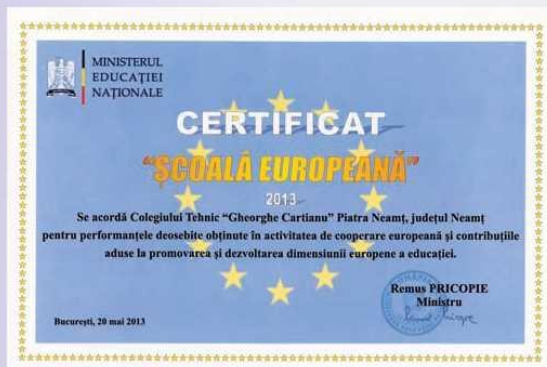 MINISTERUL
EDUCAȚIEI
NAȚIONALE
CERTIFICAT
"ȘCOALĂ EUROPEANĂ"
2013
Se acordă Colegiului Tehnic "Gheorghe Cartianu" Piatra Neamț, județul Neamț
pentru performanțele deosebite obținute în activitatea de cooperare europeană și contribuțiile
aduse la promovarea și dezvoltarea dimensiunii europene a educației.
Remus PRICOPIE
Ministru
București, 20 mai 2013